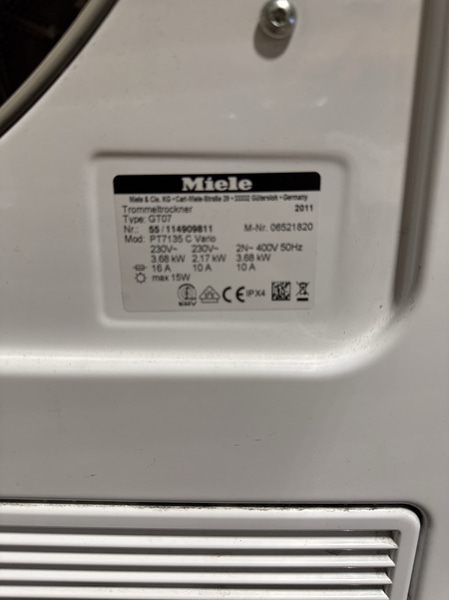 Miele
Miele & Cie. KG • Carl-Miele-Straße 29 • 33332 Gütersloh • Germany
Trommeltrockner 2011
Type: GT07
Nr.: 55/114909811 M-Nr. 06521820
Mod: PT7135 C Vario
230V~ 230V~ 2N~ 400V 50Hz
3.68 kW 2.17 kW 3.68 kW
16 A 10 A 10 A
max 15W
CE IPX4